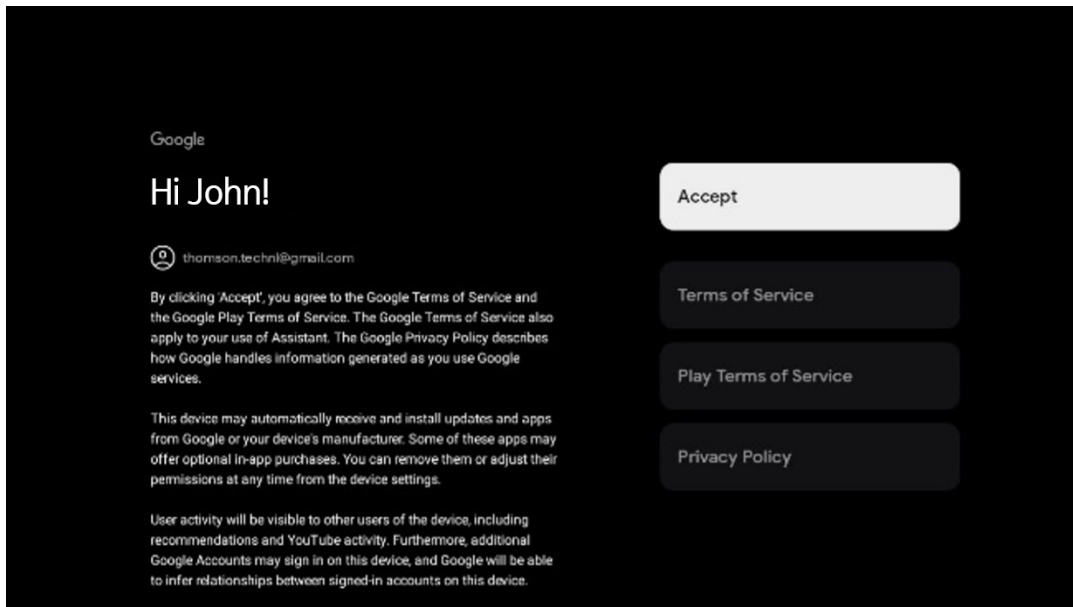 Google
Hi John!
thomson.technl@gmail.com
By clicking 'Accept', you agree to the Google Terms of Service and
the Google Play Terms of Service. The Google Terms of Service also
apply to your use of Assistant. The Google Privacy Policy describes
how Google handles information generated as you use Google
services.
This device may automatically receive and install updates and apps
from Google or your device's manufacturer. Some of these apps may
offer optional in-app purchases. You can remove them or adjust their
permissions at any time from the device settings.
User activity will be visible to other users of the device, including
recommendations and YouTube activity. Furthermore, additional
Google Accounts may sign in on this device, and Google will be able
to infer relationships between signed-in accounts on this device.
Accept
Terms of Service
Play Terms of Service
Privacy Policy